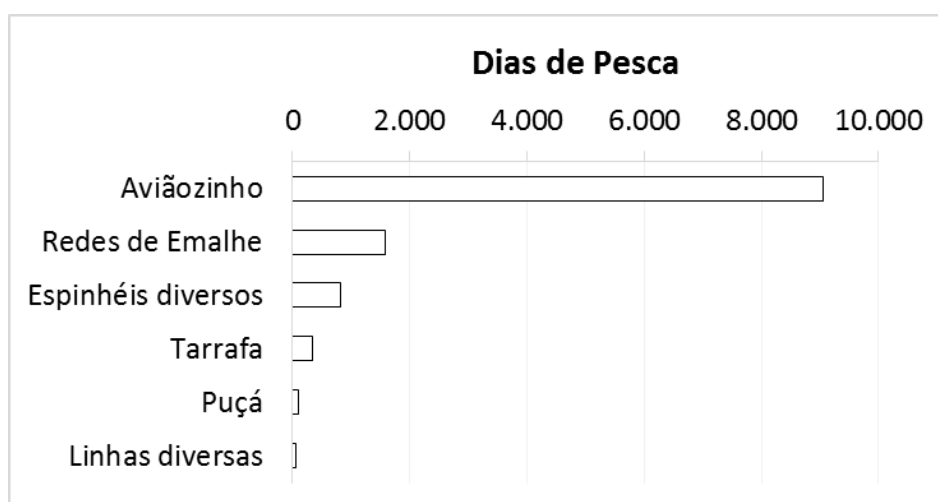 Dias de Pesca
0 2.000 4.000 6.000 8.000 10.000
Aviãozinho
Redes de Emalhe
Espinhéis diversos
Tarrafa
Puçá
Linhas diversas